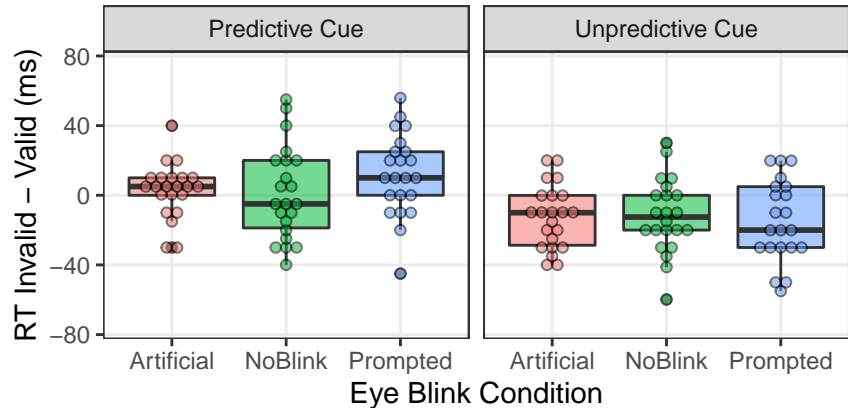 Predictive Cue
Unpredictive Cue
RT Invalid − Valid (ms)
80
40
0
−40
−80
Artificial
NoBlink
Prompted
Artificial
NoBlink
Prompted
Eye Blink Condition